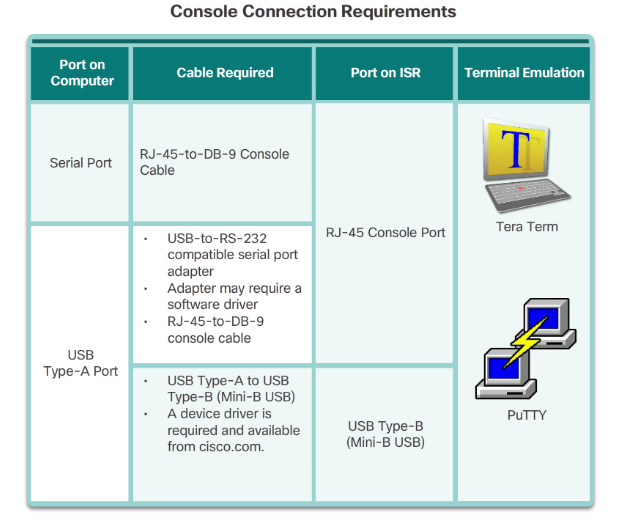 Console Connection Requirements
Port on
Computer
Cable Required
Port on ISR
Terminal Emulation
Serial Port
RJ-45-to-DB-9 Console
Cable
RJ-45 Console Port
T T
Tera Term
USB
Type-A Port
· USB-to-RS-232
compatible serial port
adapter
· Adapter may require a
software driver
· RJ-45-to-DB-9
console cable
· USB Type-A to USB
Type-B (Mini-B USB)
· A device driver is
required and available
from cisco.com.
USB Type-B
(Mini-B USB)
PuTTY